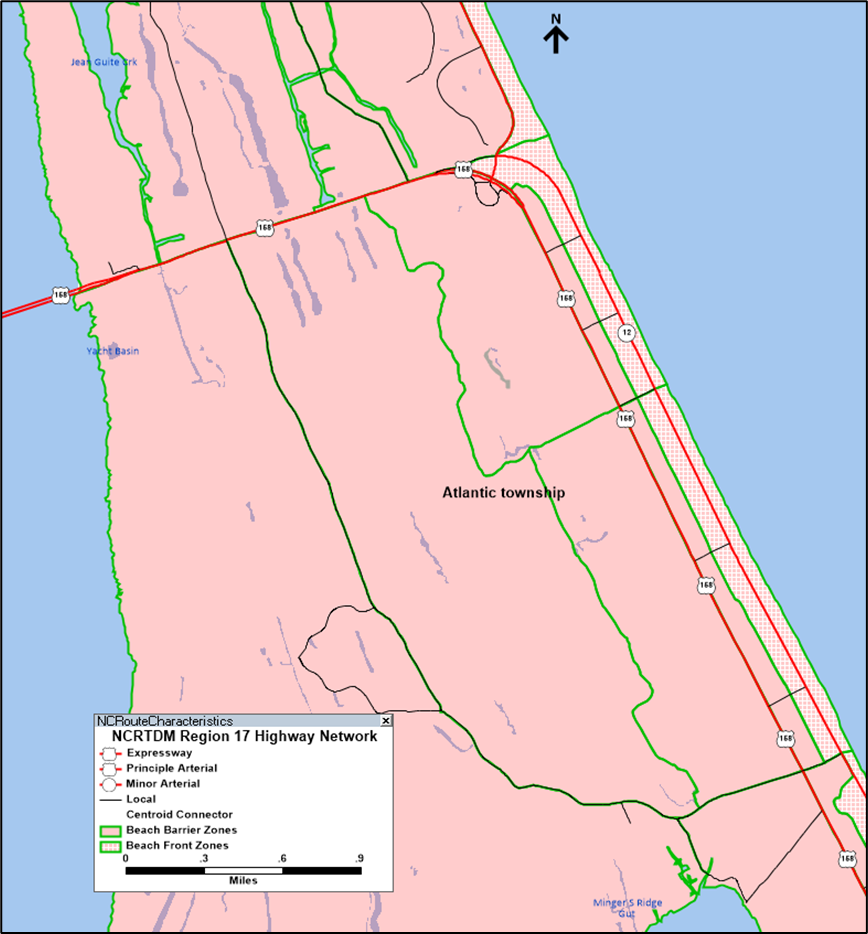 N
Jean Guite Crk
168
168
168
168
Yacht Basin
12
168
Atlantic township
168
168
NCRouteCharacteristics
NCRTDM Region 17 Highway Network
Expressway
Principle Arterial
Minor Arterial
Local
Centroid Connector
Beach Barrier Zones
Beach Front Zones
0 .3 .6 .9
Miles
168
Minger S Ridge
Gut